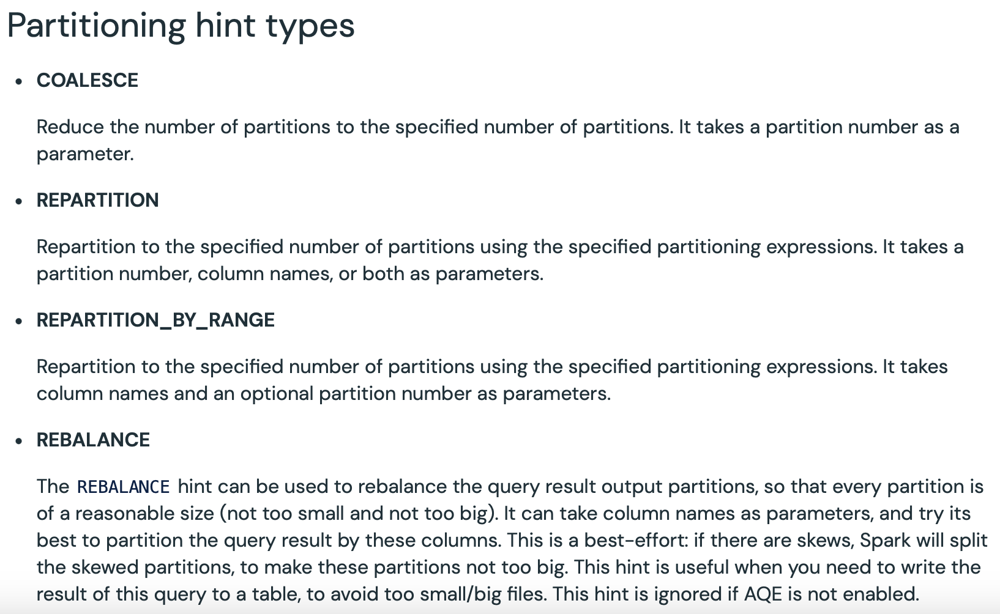 Partitioning hint types
• COALESCE
Reduce the number of partitions to the specified number of partitions. It takes a partition number as a
parameter.
• REPARTITION
Repartition to the specified number of partitions using the specified partitioning expressions. It takes a
partition number, column names, or both as parameters.
• REPARTITION_BY_RANGE
Repartition to the specified number of partitions using the specified partitioning expressions. It takes
column names and an optional partition number as parameters.
• REBALANCE
The REBALANCE hint can be used to rebalance the query result output partitions, so that every partition is
of a reasonable size (not too small and not too big). It can take column names as parameters, and try its
best to partition the query result by these columns. This is a best-effort: if there are skews, Spark will split
the skewed partitions, to make these partitions not too big. This hint is useful when you need to write the
result of this query to a table, to avoid too small/big files. This hint is ignored if AQE is not enabled.